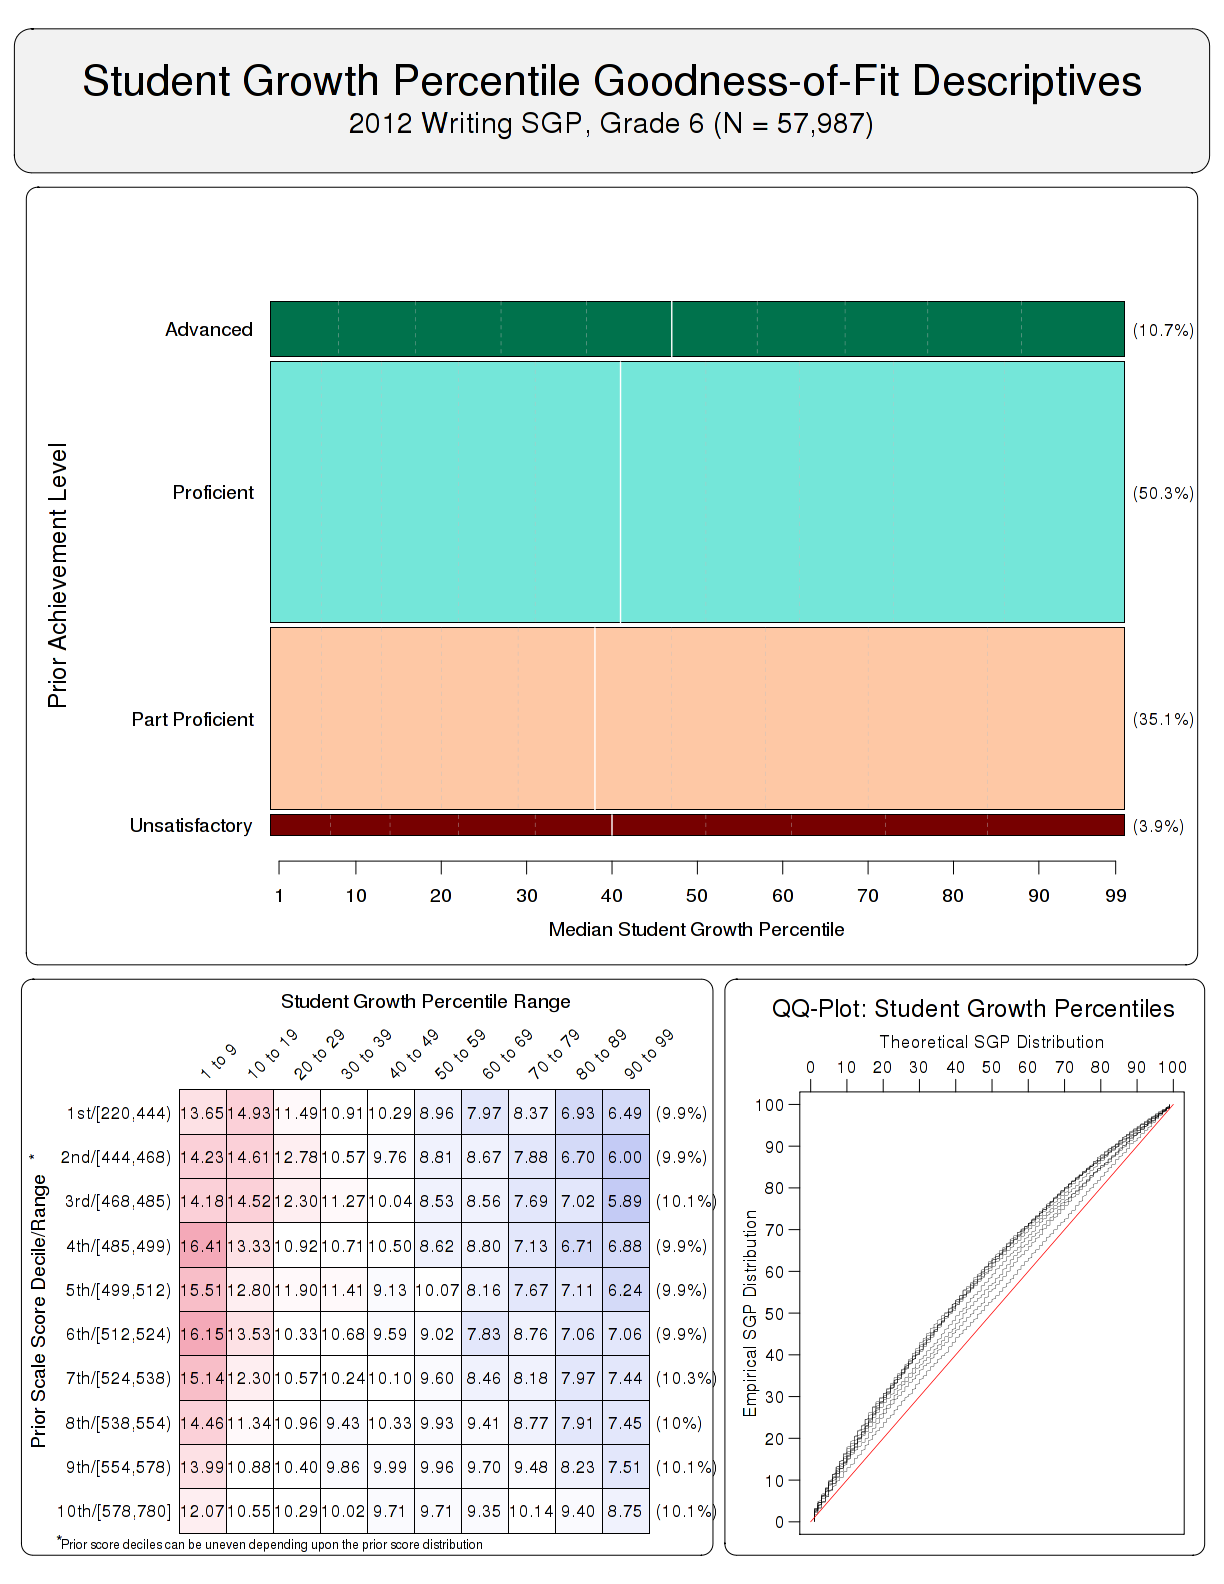 Student Growth Percentile Goodness-of-Fit Descriptives
2012 Writing SGP, Grade 6 (N = 57,987)
Prior Achievement Level
Advanced (10.7%)
Proficient (50.3%)
Part Proficient (35.1%)
Unsatisfactory (3.9%)
1 10 20 30 40 50 60 70 80 90 99
Median Student Growth Percentile
Student Growth Percentile Range
1 to 9 10 to 19 20 to 29 30 to 39 40 to 49 50 to 59 60 to 69 70 to 79 80 to 89 90 to 99
Prior Scale Score Decile/Range *
1st/[220,444) 13.65 14.93 11.49 10.91 10.29 8.96 7.97 8.37 6.93 6.49 (9.9%)
2nd/[444,468) 14.23 14.61 12.78 10.57 9.76 8.81 8.67 7.88 6.70 6.00 (9.9%)
3rd/[468,485) 14.18 14.52 12.30 11.27 10.04 8.53 8.56 7.69 7.02 5.89 (10.1%)
4th/[485,499) 16.41 13.33 10.92 10.71 10.50 8.62 8.80 7.13 6.71 6.88 (9.9%)
5th/[499,512) 15.51 12.80 11.90 11.41 9.13 10.07 8.16 7.67 7.11 6.24 (9.9%)
6th/[512,524) 16.15 13.53 10.33 10.68 9.59 9.02 7.83 8.76 7.06 7.06 (9.9%)
7th/[524,538) 15.14 12.30 10.57 10.24 10.10 9.60 8.46 8.18 7.97 7.44 (10.3%)
8th/[538,554) 14.46 11.34 10.96 9.43 10.33 9.93 9.41 8.77 7.91 7.45 (10%)
9th/[554,578) 13.99 10.88 10.40 9.86 9.99 9.96 9.70 9.48 8.23 7.51 (10.1%)
10th/[578,780] 12.07 10.55 10.29 10.02 9.71 9.71 9.35 10.14 9.40 8.75 (10.1%)
*Prior score deciles can be uneven depending upon the prior score distribution
QQ-Plot: Student Growth Percentiles
Theoretical SGP Distribution
0 10 20 30 40 50 60 70 80 90 100
Empirical SGP Distribution
100
90
80
70
60
50
40
30
20
10
0